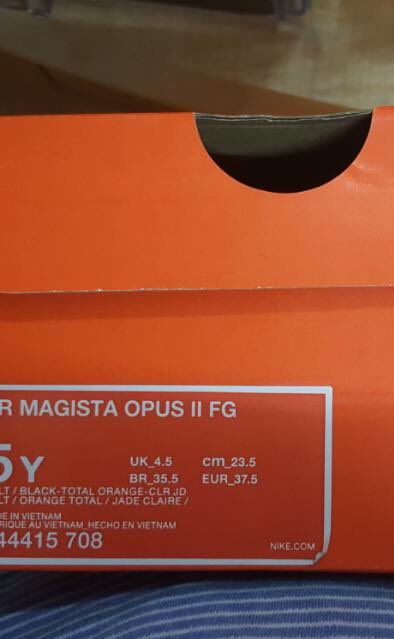 R MAGISTA OPUS II FG
5Y UK_4.5 cm_23.5
BR_35.5 EUR_37.5
LT / BLACK-TOTAL ORANGE-CLR JD
LT / ORANGE TOTAL / JADE CLAIRE /
DE IN VIETNAM
RIQUE AU VIETNAM_HECHO EN VIETNAM
44415 708 NIKE.COM